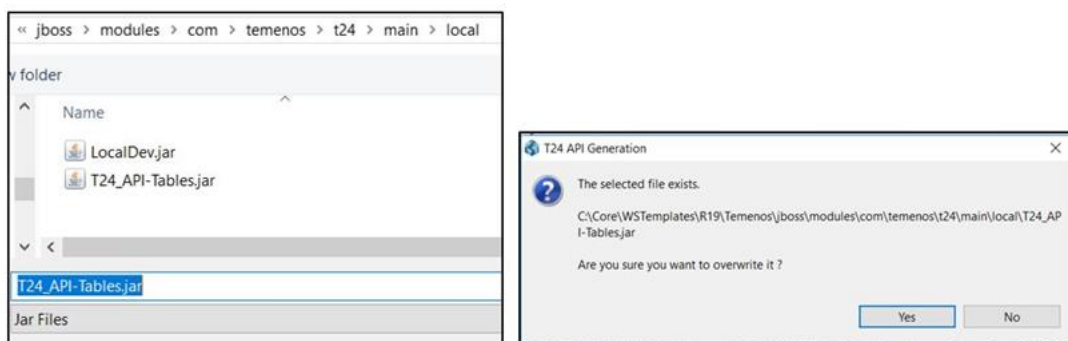 « jboss > modules > com > temenos > t24 > main > local
v folder
Name
LocalDev.jar
T24_API-Tables.jar
T24_API-Tables.jar
Jar Files
T24 API Generation
The selected file exists.
C:\Core\WSTemplates\R19\Temenos\jboss\modules\com\temenos\t24\main\local\T24_AP
I-Tables.jar
Are you sure you want to overwrite it ?
Yes No